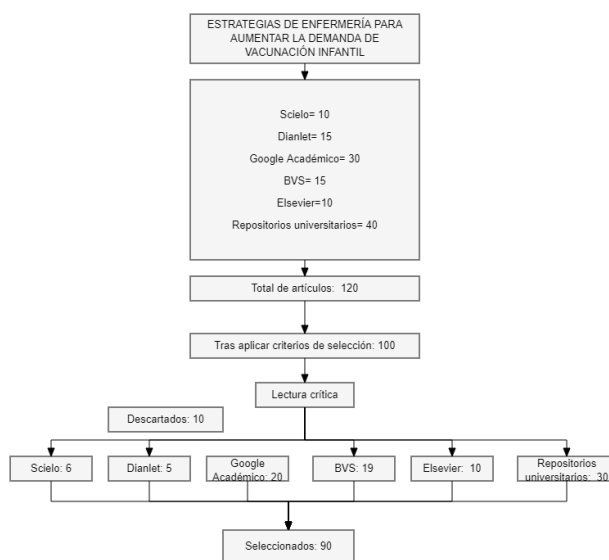 ESTRATEGIAS DE ENFERMERÍA PARA
AUMENTAR LA DEMANDA DE
VACUNACIÓN INFANTIL
Scielo= 10
Dianlet= 15
Google Académico= 30
BVS= 15
Elsevier=10
Repositorios universitarios= 40
Total de artículos:  120
Tras aplicar criterios de selección: 100
Lectura crítica
Descartados: 10
Scielo: 6
Dianlet: 5
Google
Académico: 20
BVS: 19
Elsevier:  10
Repositorios
universitarios:  30
Seleccionados: 90